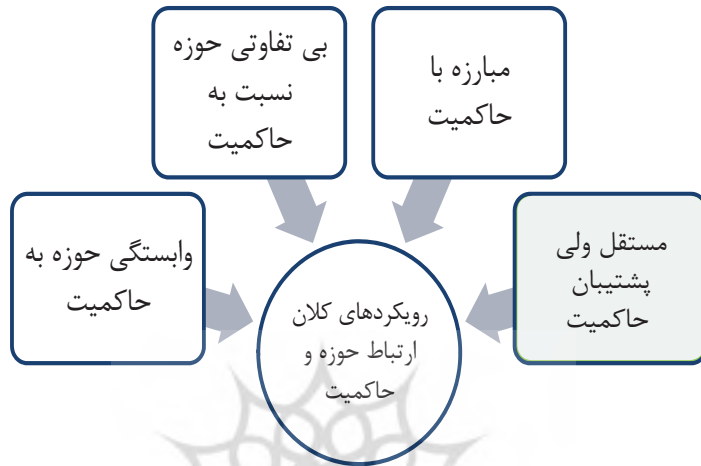 مبارزه با
حاکمیت
بی تفاوتی حوزه
نسبت به
حاکمیت
مستقل ولی
پشتیبان
حاکمیت
وابستگی حوزه به
حاکمیت
رویکردهای کلان
ارتباط حوزه و
حاکمیت